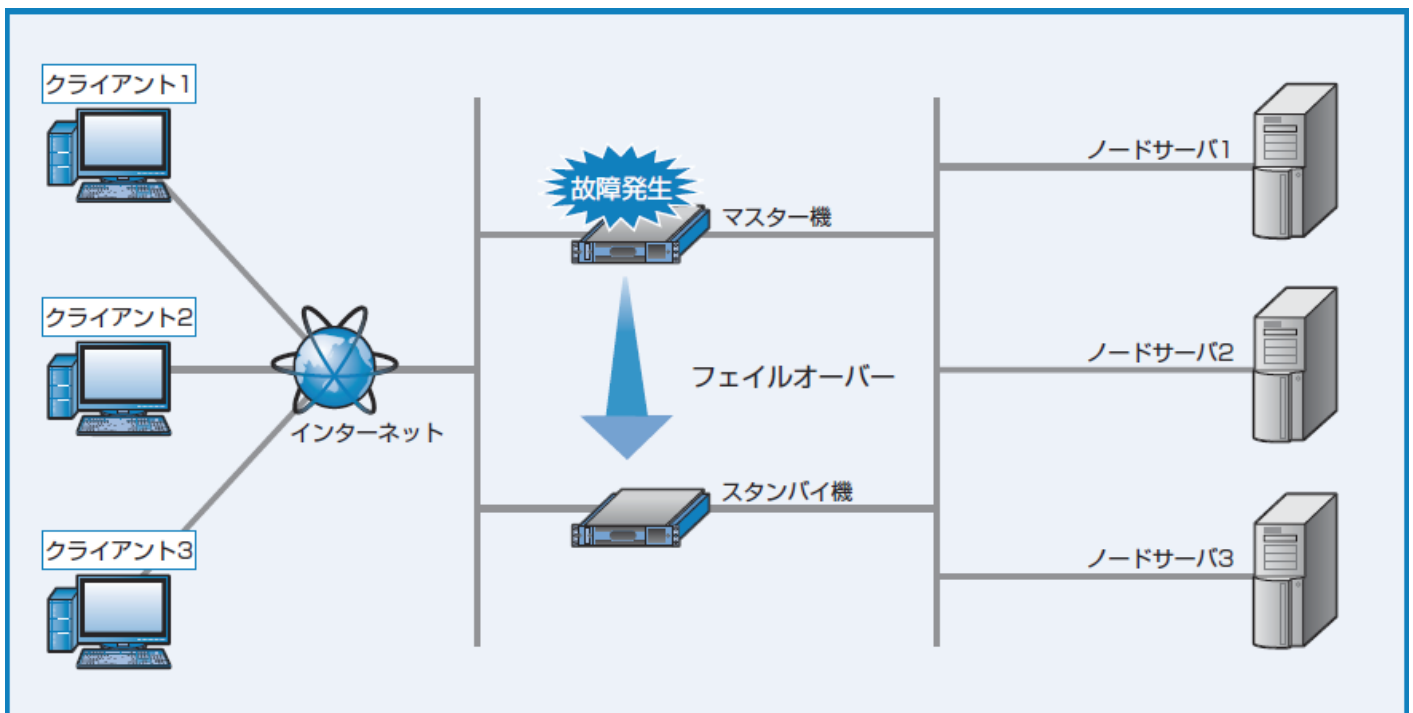 クライアント1
クライアント2
クライアント3
インターネット
故障発生
マスター機
フェイルオーバー
スタンバイ機
ノードサーバ1
ノードサーバ2
ノードサーバ3